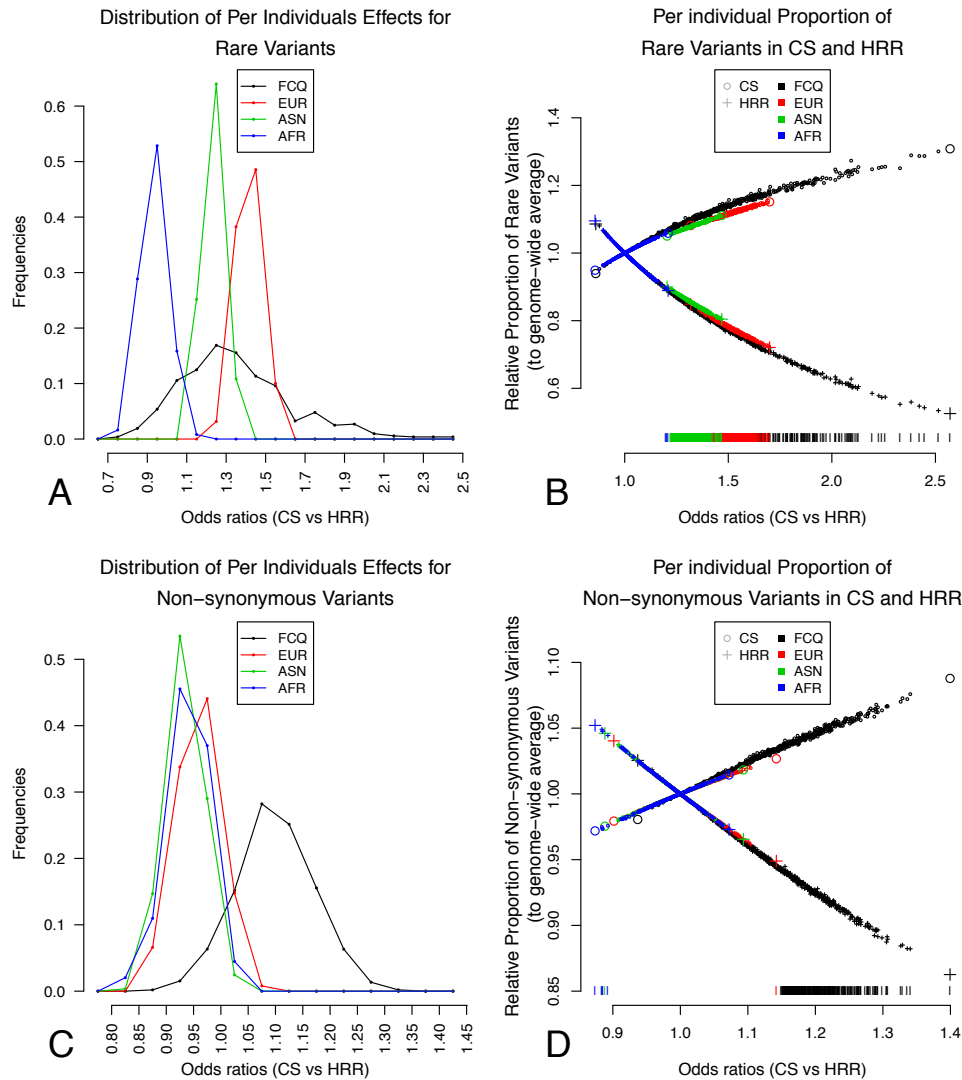 Distribution of Per Individuals Effects for
Rare Variants
FCQ
EUR
ASN
AFR
Frequencies
0.6
0.5
0.4
0.3
0.2
0.1
0.0
0.7 0.9 1.1 1.3 1.5 1.7 1.9 2.1 2.3 2.5
A
Odds ratios (CS vs HRR)
Per individual Proportion of
Rare Variants in CS and HRR
CS FCQ
HRR EUR
ASN
AFR
Relative Proportion of Rare Variants
(to genome−wide average)
1.4
1.2
1.0
0.8
0.6
1.0 1.5 2.0 2.5
B
Odds ratios (CS vs HRR)
Distribution of Per Individuals Effects for
Non−synonymous Variants
FCQ
EUR
ASN
AFR
Frequencies
0.5
0.4
0.3
0.2
0.1
0.0
0.80 0.85 0.90 0.95 1.00 1.05 1.10 1.15 1.20 1.25 1.30 1.35 1.40 1.45
C
Odds ratios (CS vs HRR)
Per individual Proportion of
Non−synonymous Variants in CS and HRR
CS FCQ
HRR EUR
ASN
AFR
Relative Proportion of Non−synonymous Variants
(to genome−wide average)
1.10
1.05
1.00
0.95
0.90
0.85
0.9 1.0 1.1 1.2 1.3 1.4
D
Odds ratios (CS vs HRR)